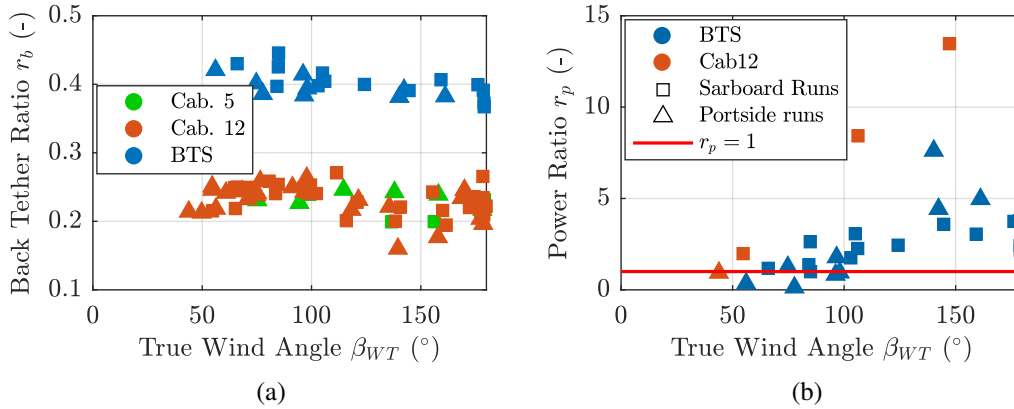 0.5
0.4
0.3
0.2
0.1
Back Tether Ratio r_b (-)
Cab. 5
Cab. 12
BTS
0 50 100 150
True Wind Angle β_WT (°)
(a)
15
10
5
0
Power Ratio r_p (-)
BTS
Cab12
Sarboard Runs
Portside runs
r_p = 1
0 50 100 150
True Wind Angle β_WT (°)
(b)